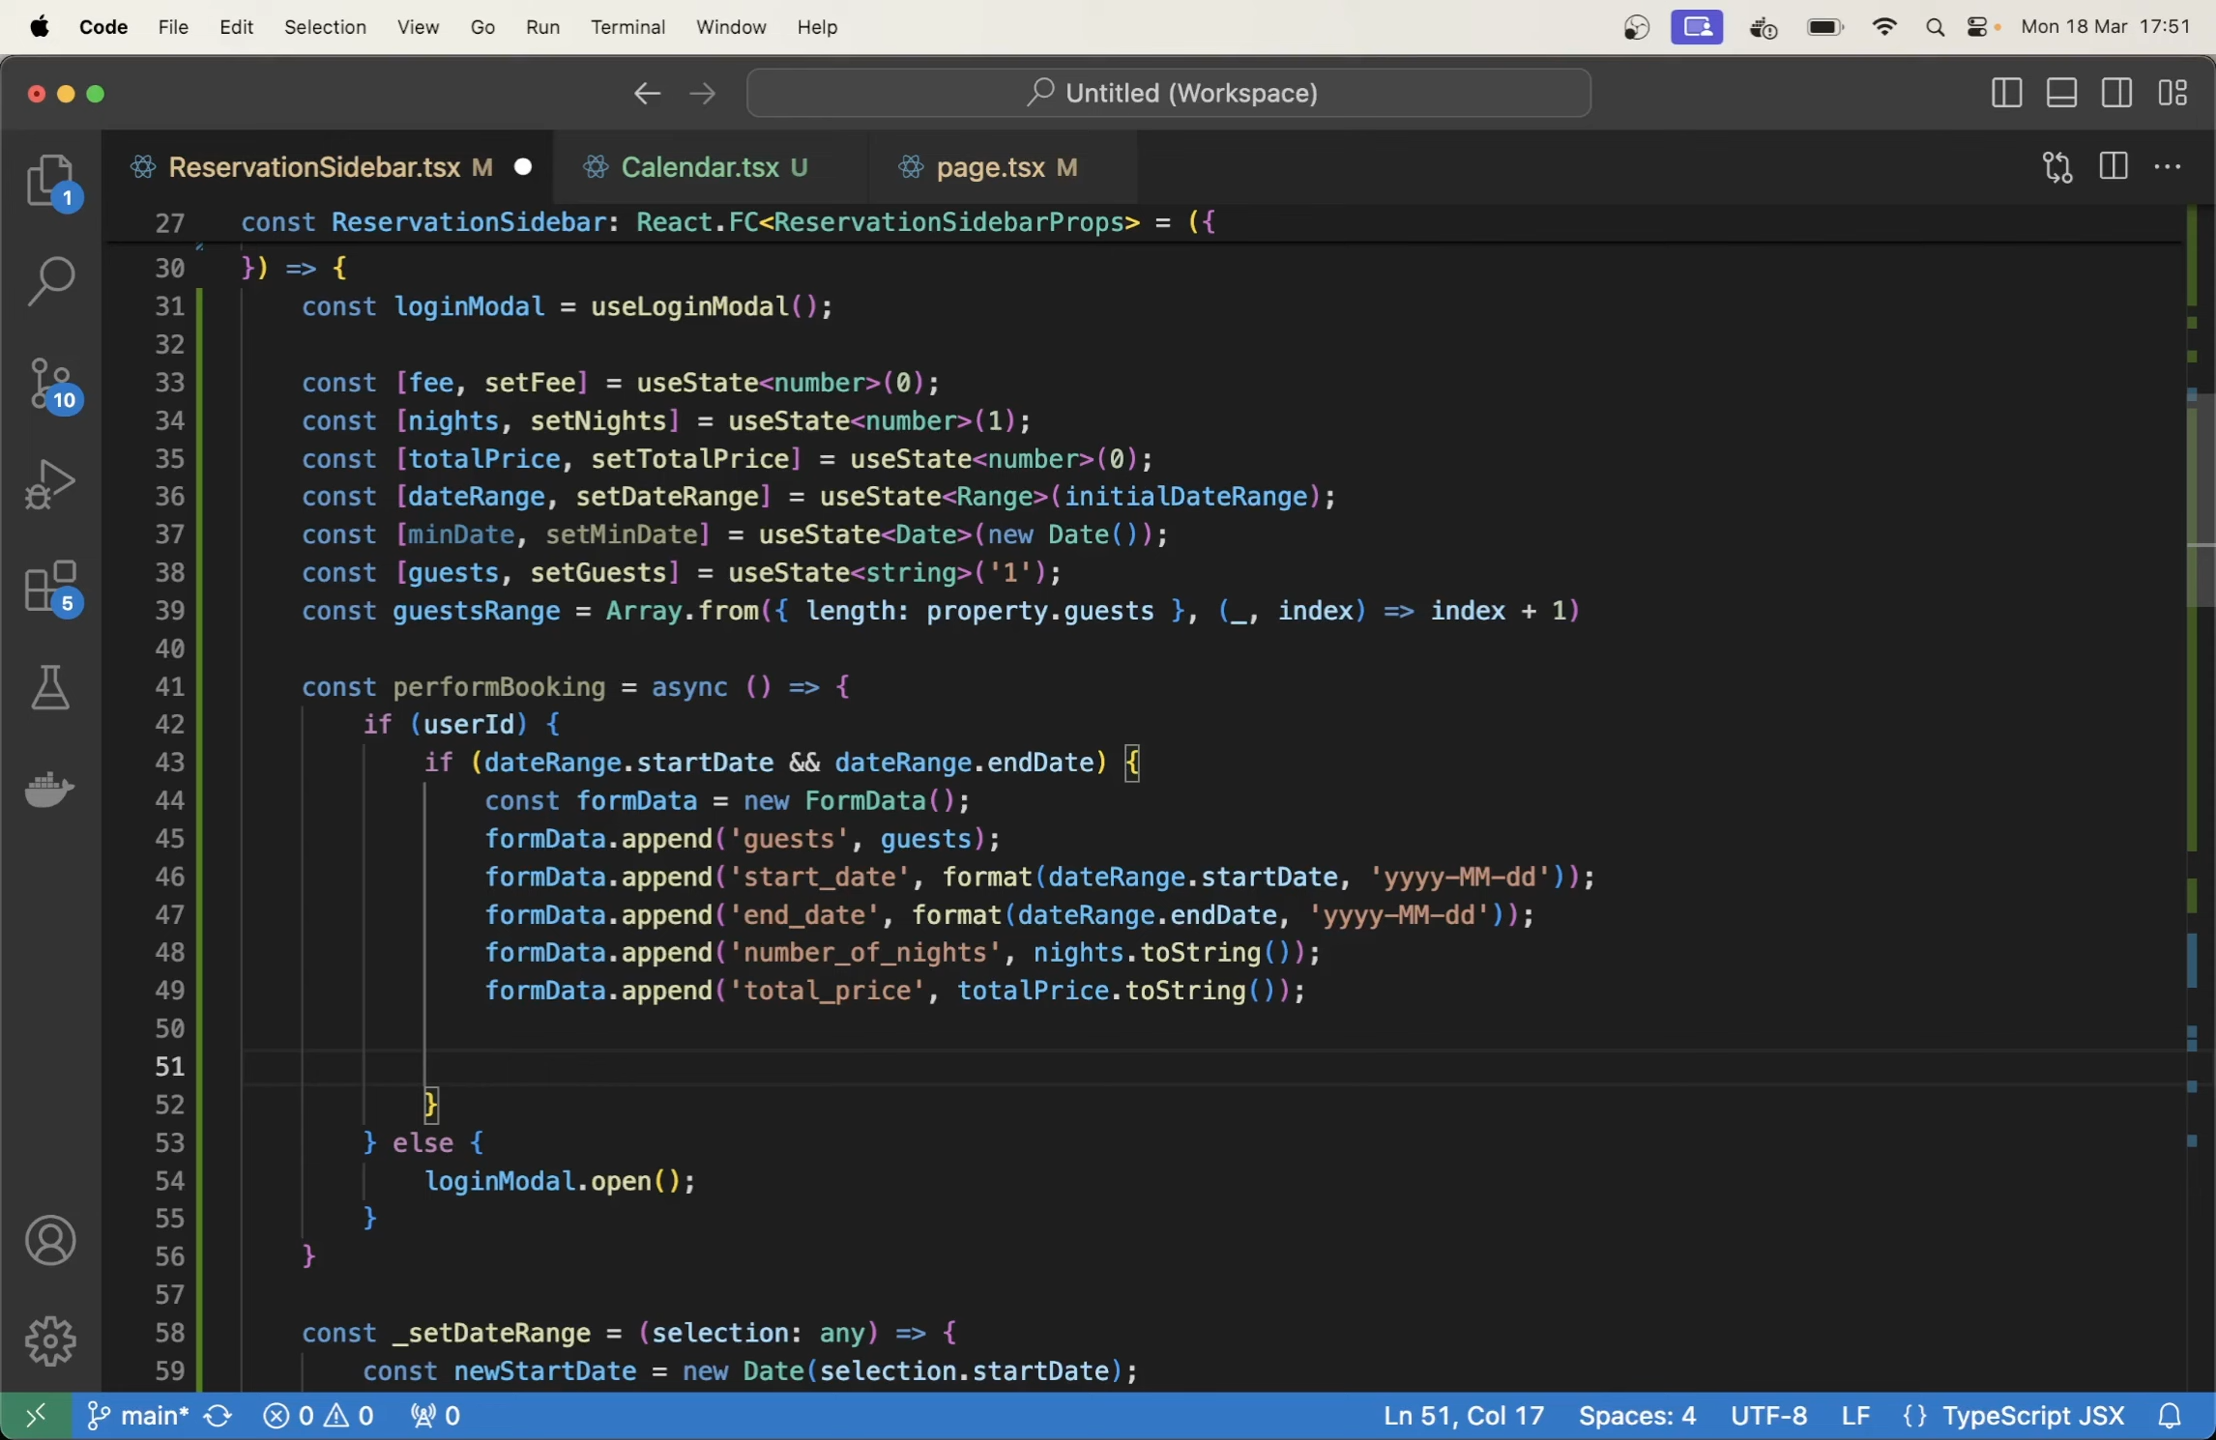 Code File Edit Selection View Go Run Terminal Window Help Mon 18 Mar 17:51
Untitled (Workspace)
ReservationSidebar.tsx M Calendar.tsx U page.tsx M
1
10
5
27 const ReservationSidebar: React.FC<ReservationSidebarProps> = ({
30 }) => {
31 const loginModal = useLoginModal();
32
33 const [fee, setFee] = useState<number>(0);
34 const [nights, setNights] = useState<number>(1);
35 const [totalPrice, setTotalPrice] = useState<number>(0);
36 const [dateRange, setDateRange] = useState<Range>(initialDateRange);
37 const [minDate, setMinDate] = useState<Date>(new Date());
38 const [guests, setGuests] = useState<string>('1');
39 const guestsRange = Array.from({ length: property.guests }, (_, index) => index + 1)
40
41 const performBooking = async () => {
42 if (userId) {
43 if (dateRange.startDate && dateRange.endDate) {
44 const formData = new FormData();
45 formData.append('guests', guests);
46 formData.append('start_date', format(dateRange.startDate, 'yyyy-MM-dd'));
47 formData.append('end_date', format(dateRange.endDate, 'yyyy-MM-dd'));
48 formData.append('number_of_nights', nights.toString());
49 formData.append('total_price', totalPrice.toString());
50
51
52 }
53 } else {
54 loginModal.open();
55 }
56 }
57
58 const _setDateRange = (selection: any) => {
59 const newStartDate = new Date(selection.startDate);
main* 0 0 0 Ln 51, Col 17 Spaces: 4 UTF-8 LF {} TypeScript JSX